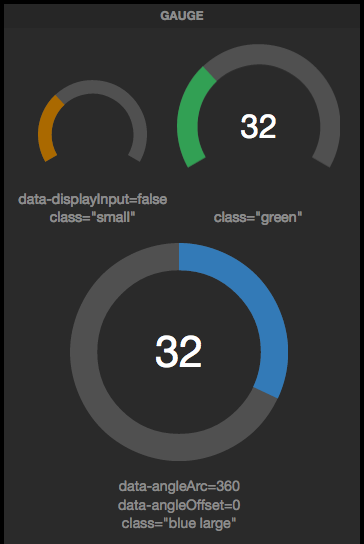 GAUGE
32
data-displayInput=false
class="small"
class="green"
32
data-angleArc=360
data-angleOffset=0
class="blue large"